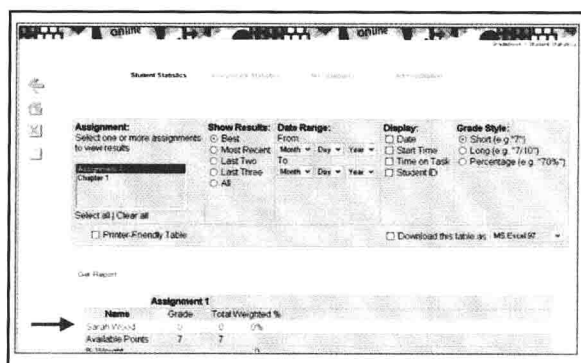 online
Student Statistics
Assignment: Show Results: Date Range: Display: Grade Style:
Select one or more assignments to view results
Assignment 1
Chapter 1
Select all | Clear all
Best
Most Recent
Last Two
Last Three
All
From
Month Day Year
To
Month Day Year
Date
Start Time
Time on Task
Student ID
Short (e.g. "7")
Long (e.g. "7/10")
Percentage (e.g. "70%")
Printer-Friendly Table
Download this table as MS Excel 97
Get Report
Assignment 1
Name Grade Total Weighted %
Sarah Wood 0 0 0%
Available Points 7 7